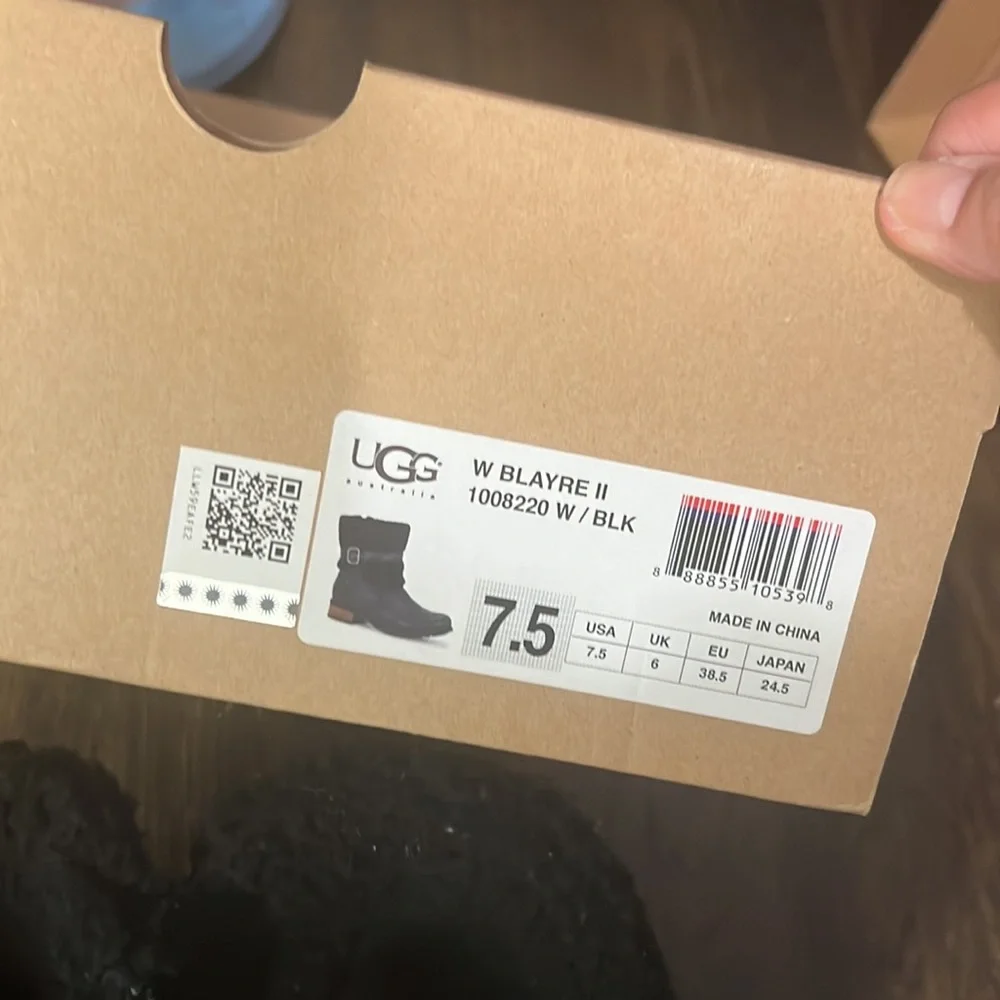 LLW59EAFE2
UGG
australia
W BLAYRE II
1008220 W / BLK
8 88855 10539 8
MADE IN CHINA
7.5
USA UK EU JAPAN
7.5 6 38.5 24.5